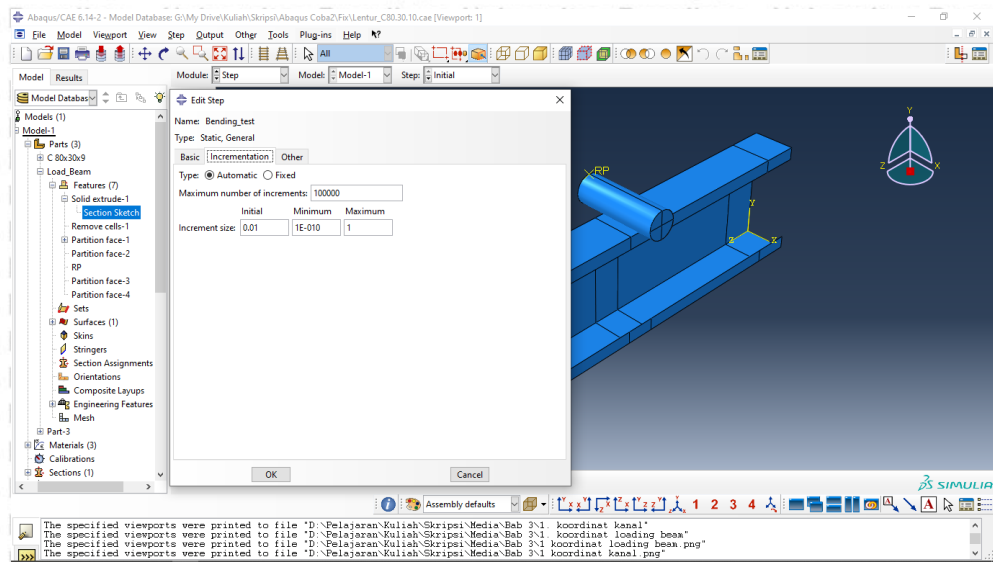 Abaqus/CAE 6.14-2 - Model Database: G:\My Drive\Kuliah\Skripsi\Abaqus Coba2\Fix\Lentur_C80.30.10.cae [Viewport: 1]
File Model Viewport View Step Output Other Tools Plug-ins Help
All
Model Results
Module: Step Model: Model-1 Step: Initial
Model Databas
Models (1)
Model-1
Parts (3)
C 80x30x9
Load_Beam
Features (7)
Solid extrude-1
Section Sketch
Remove cells-1
Partition face-1
Partition face-2
RP
Partition face-3
Partition face-4
Sets
Surfaces (1)
Skins
Stringers
Section Assignments
Orientations
Composite Layups
Engineering Features
Mesh
Part-3
Materials (3)
Calibrations
Sections (1)
Edit Step
Name: Bending_test
Type: Static, General
Basic Incrementation Other
Type: Automatic Fixed
Maximum number of increments: 100000
Initial Minimum Maximum
Increment size: 0.01 1E-010 1
OK Cancel
RP
Y
Z X
Y
Z X
SIMULIA
Assembly defaults
1 2 3 4
A
The specified viewports were printed to file "D:\Pelajaran\Kuliah\Skripsi\Media\Bab 3\1. koordinat kanal"
The specified viewports were printed to file "D:\Pelajaran\Kuliah\Skripsi\Media\Bab 3\1. koordinat loading beam"
The specified viewports were printed to file "D:\Pelajaran\Kuliah\Skripsi\Media\Bab 3\1 koordinat loading beam.png"
The specified viewports were printed to file "D:\Pelajaran\Kuliah\Skripsi\Media\Bab 3\1 koordinat kanal.png"